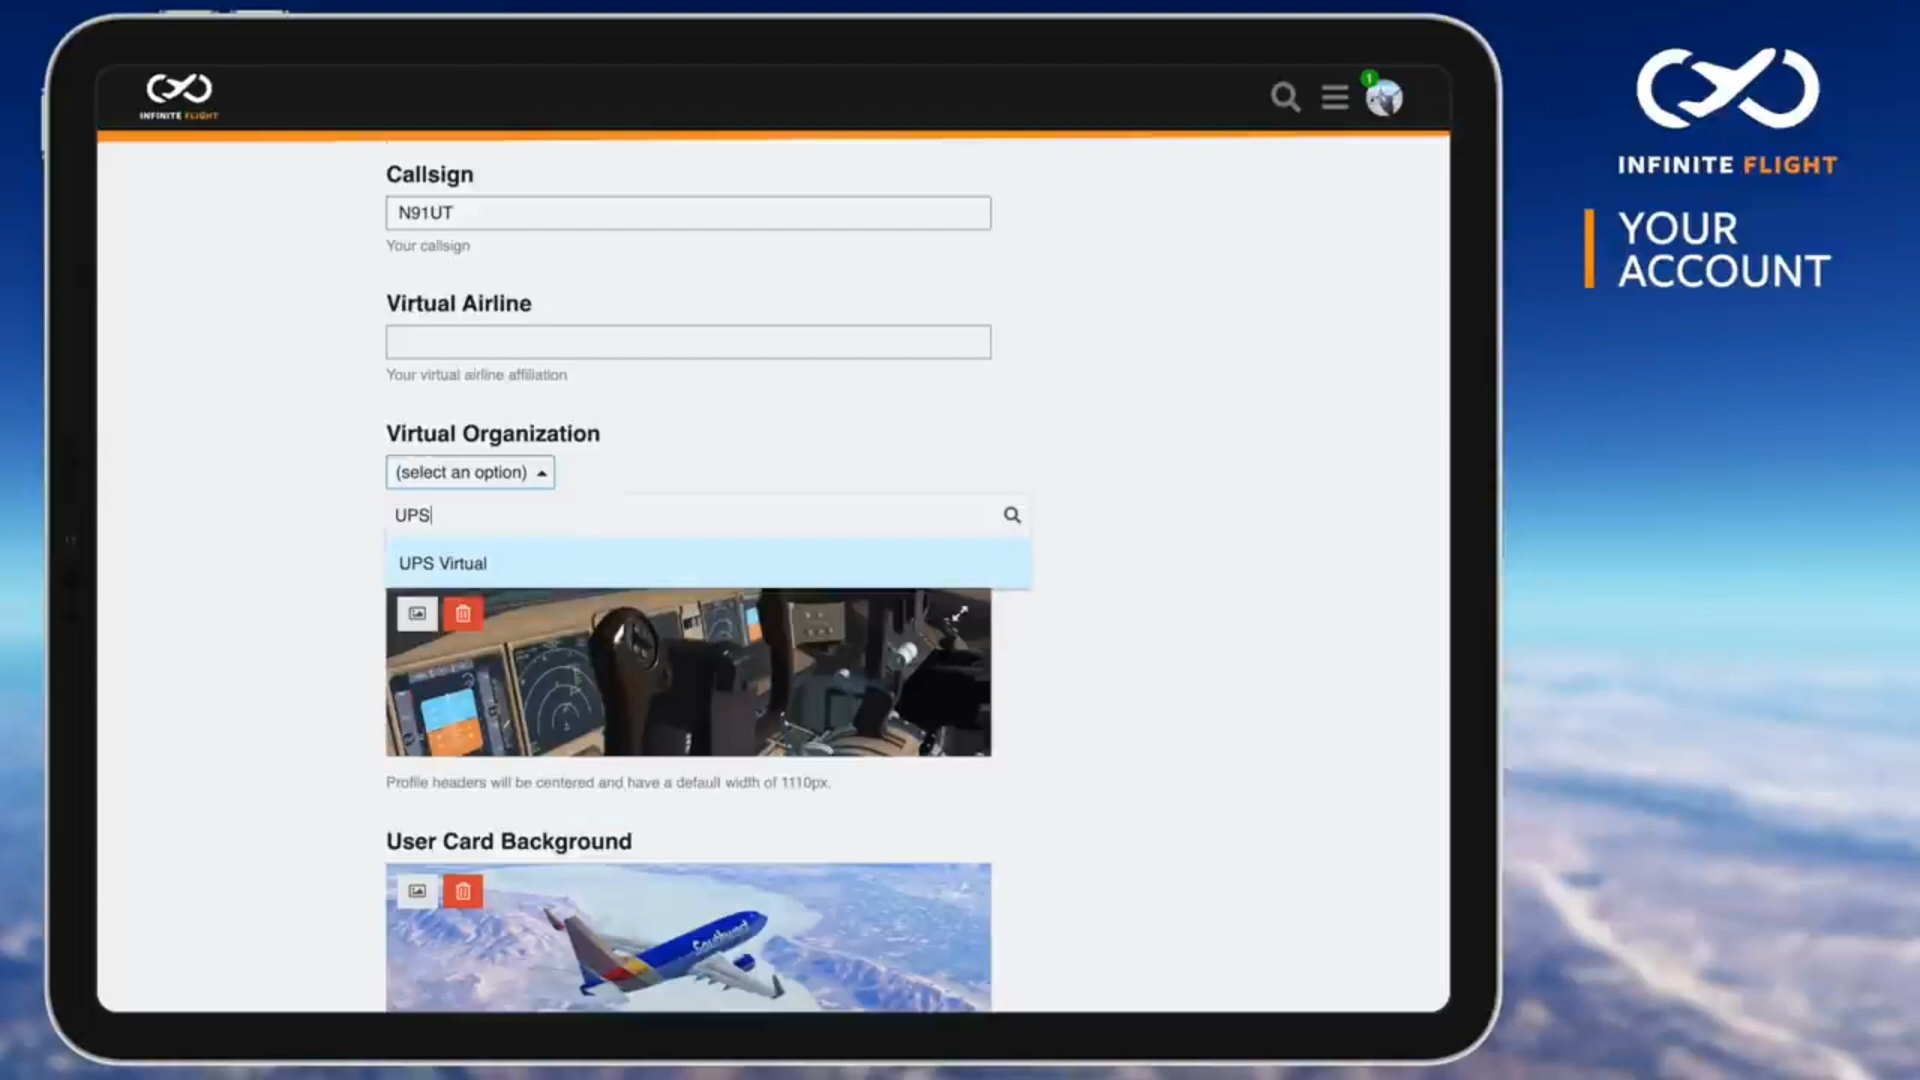 INFINITE FLIGHT
1
Callsign
N91UT
Your callsign
Virtual Airline
Your virtual airline affiliation
Virtual Organization
(select an option)
UPS
UPS Virtual
Profile headers will be centered and have a default width of 1110px.
User Card Background
Southwest
INFINITE FLIGHT
YOUR
ACCOUNT